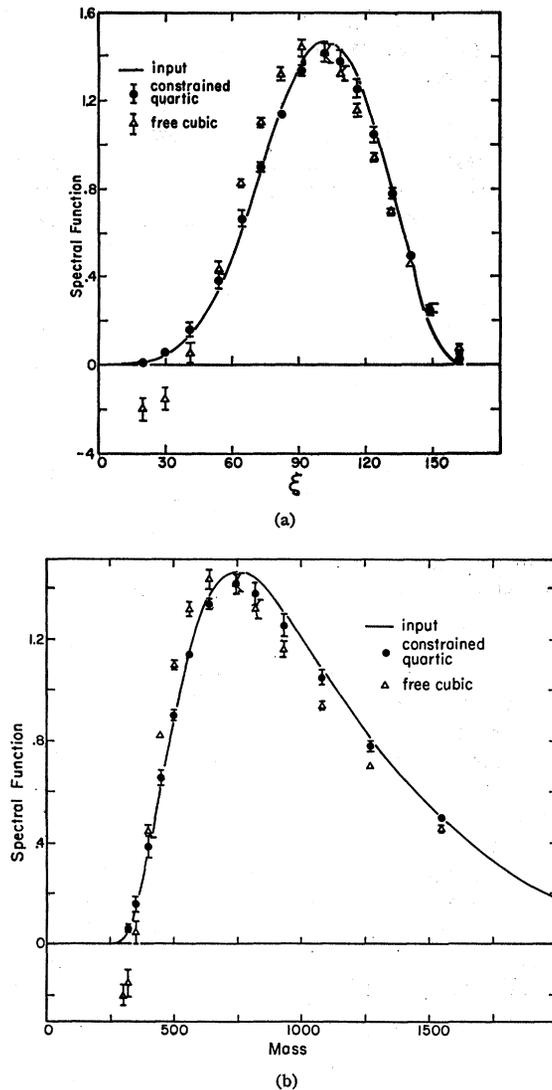 1.6
1.2
.8
.4
0
-.4
0 30 60 90 120 150
Spectral Function
ξ
input
constrained
quartic
free cubic
(a)
1.2
.8
.4
0
0 500 1000 1500
Spectral Function
Mass
input
constrained
quartic
free cubic
(b)